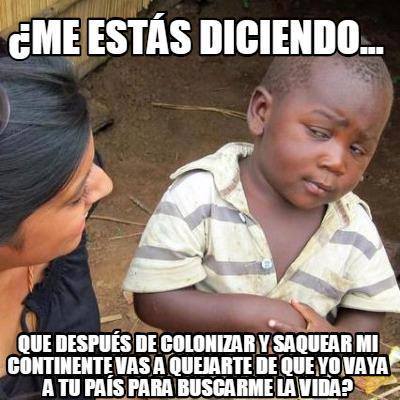 ¿ME ESTÁS DICIENDO...
QUE DESPUÉS DE COLONIZAR Y SAQUEAR MI
CONTINENTE VAS A QUEJARTE DE QUE YO VAYA
A TU PAÍS PARA BUSCARME LA VIDA?